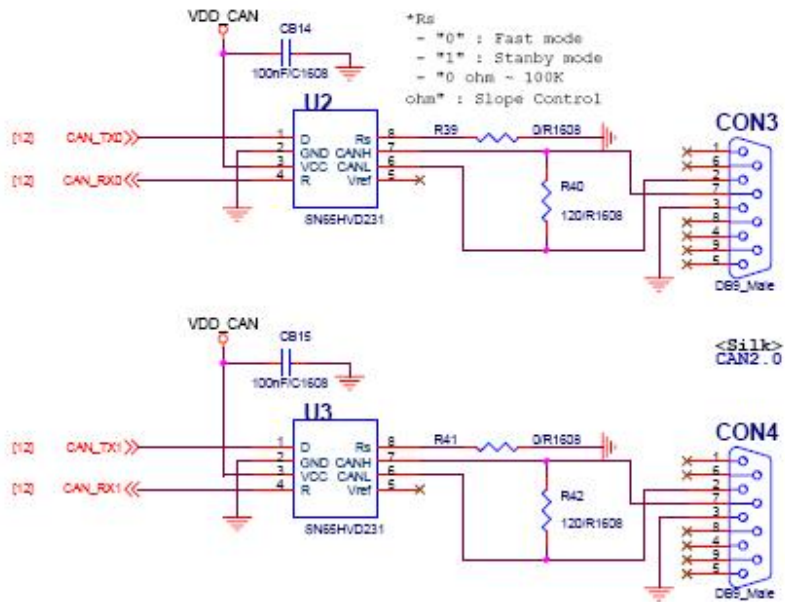 VDD_CAN
CB14
100nF/C1608
*Rs
- "0" : Fast mode
- "1" : Stanby mode
- "0 ohm ~ 100K
ohm" : Slope Control
U2
[12] CAN_TX0
[12] CAN_RX0
1 D Rs 8
2 GND CANH 7
3 VCC CANL 6
4 R Vref 5
SN65HVD231
R39 0/R1608
R40
120/R1608
CON3
1
6
2
7
3
8
4
9
5
DB9_Male
VDD_CAN
CB15
100nF/C1608
<Silk>
CAN2.0
U3
[12] CAN_TX1
[12] CAN_RX1
1 D Rs 8
2 GND CANH 7
3 VCC CANL 6
4 R Vref 5
SN65HVD231
R41 0/R1608
R42
120/R1608
CON4
1
6
2
7
3
8
4
9
5
DB9_Male